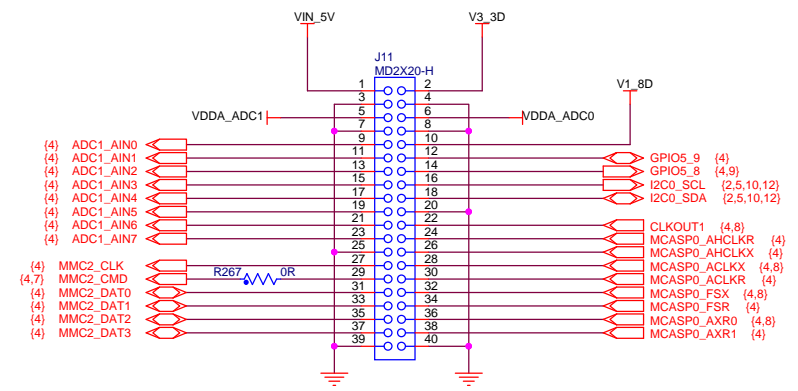 VIN_5V V3_3D
J11
MD2X20-H
V1_8D
1 2
3 4
VDDA_ADC1 5 6 VDDA_ADC0
7 8
{4} ADC1_AIN0 9 10
{4} ADC1_AIN1 11 12 GPIO5_9 {4}
{4} ADC1_AIN2 13 14 GPIO5_8 {4,9}
{4} ADC1_AIN3 15 16 I2C0_SCL {2,5,10,12}
{4} ADC1_AIN4 17 18 I2C0_SDA {2,5,10,12}
{4} ADC1_AIN5 19 20
{4} ADC1_AIN6 21 22 CLKOUT1 {4,8}
{4} ADC1_AIN7 23 24 MCASP0_AHCLKR {4}
25 26 MCASP0_AHCLKX {4}
{4} MMC2_CLK 27 28 MCASP0_ACLKX {4,8}
{4,7} MMC2_CMD R267 0R 29 30 MCASP0_ACLKR {4}
{4} MMC2_DAT0 31 32 MCASP0_FSX {4,8}
{4} MMC2_DAT1 33 34 MCASP0_FSR {4}
{4} MMC2_DAT2 35 36 MCASP0_AXR0 {4,8}
{4} MMC2_DAT3 37 38 MCASP0_AXR1 {4}
39 40